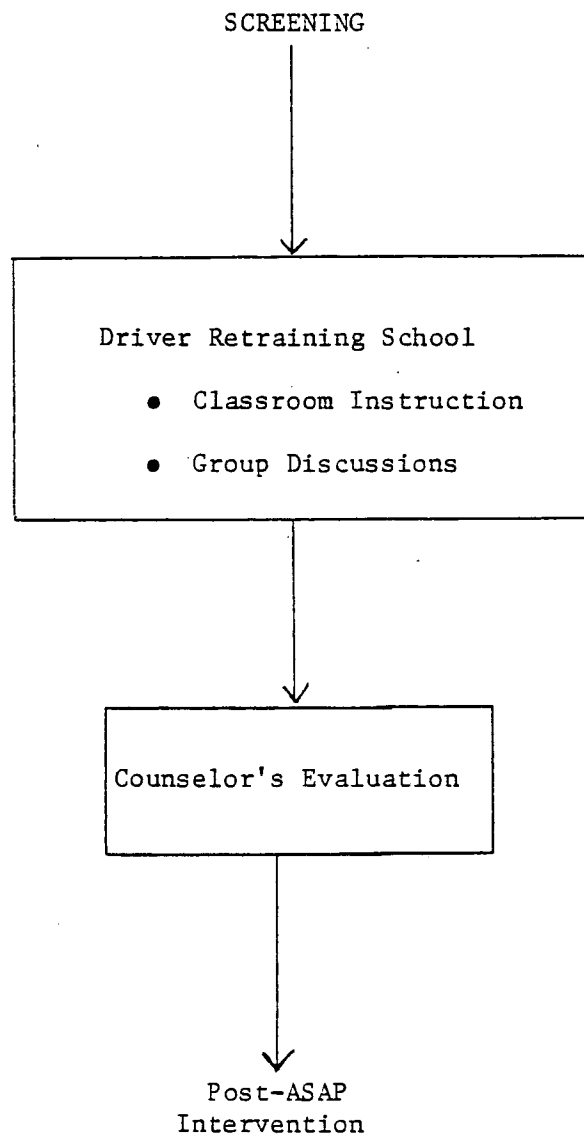 SCREENING
Driver Retraining School
• Classroom Instruction
• Group Discussions
Counselor's Evaluation
Post-ASAP
Intervention